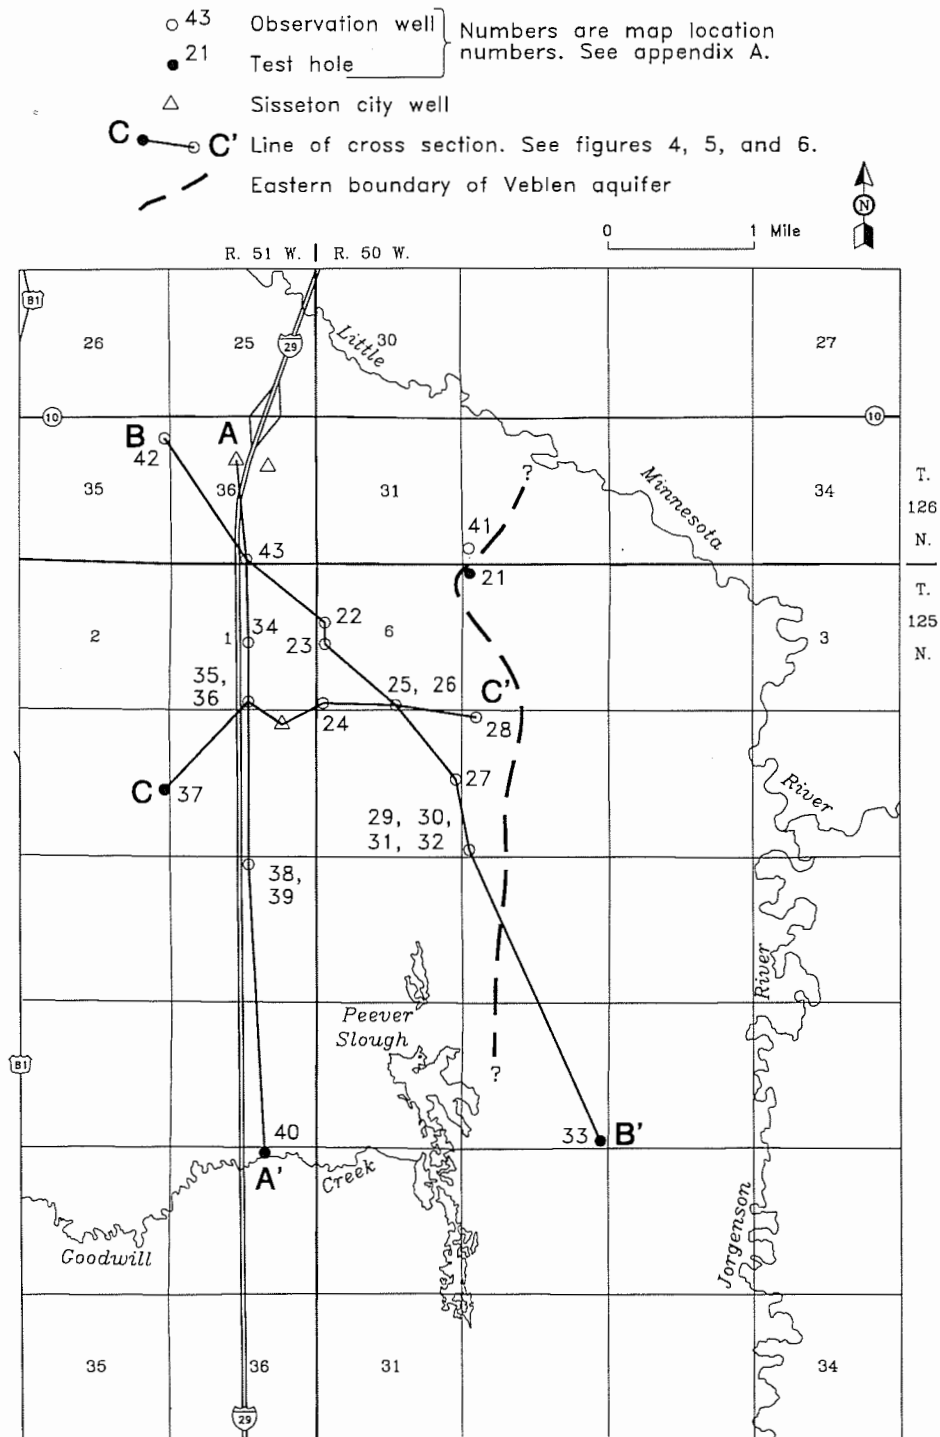 43 Observation well
21 Test hole
Numbers are map location
numbers. See appendix A.
Sisseton city well
C C' Line of cross section. See figures 4, 5, and 6.
Eastern boundary of Veblen aquifer
N
0 1 Mile
R. 51 W. R. 50 W.
81
26 25 29 30 27
Little
10 10
B A
42
35 36 31 34
Minnesota
T.
126
N.
41
43
21
T.
125
N.
22
34
2 1 23 6 3
35,
36
25, 26
C'
24 28
C 37
27
River
29, 30,
31, 32
38,
39
River
Peever
Slough
81
?
?
40
33 B'
A'
Creek
Goodwill
Jorgenson
35 36 31 34
29